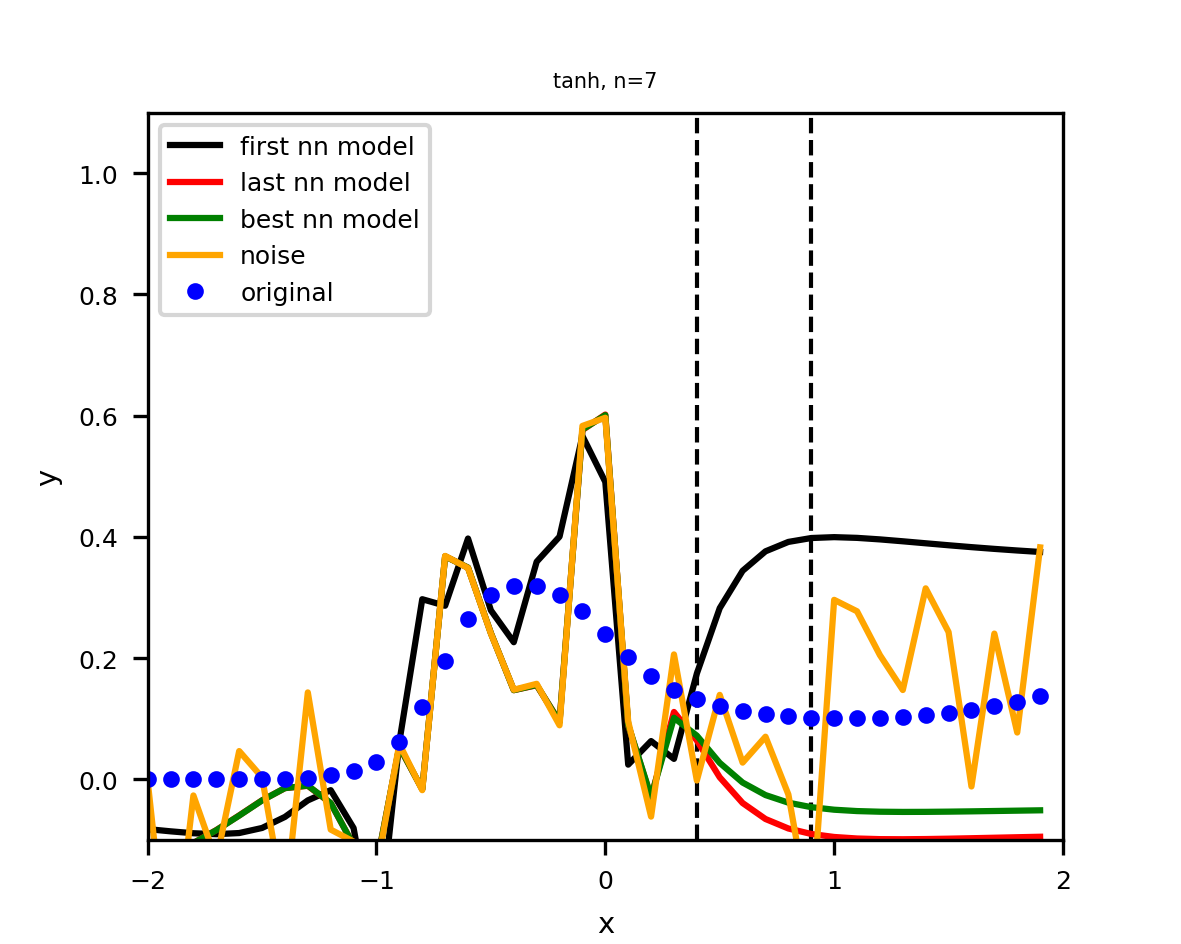 tanh, n=7
first nn model
last nn model
best nn model
noise
original
1.0
0.8
0.6
0.4
0.2
0.0
y
−2
−1
0
1
2
x